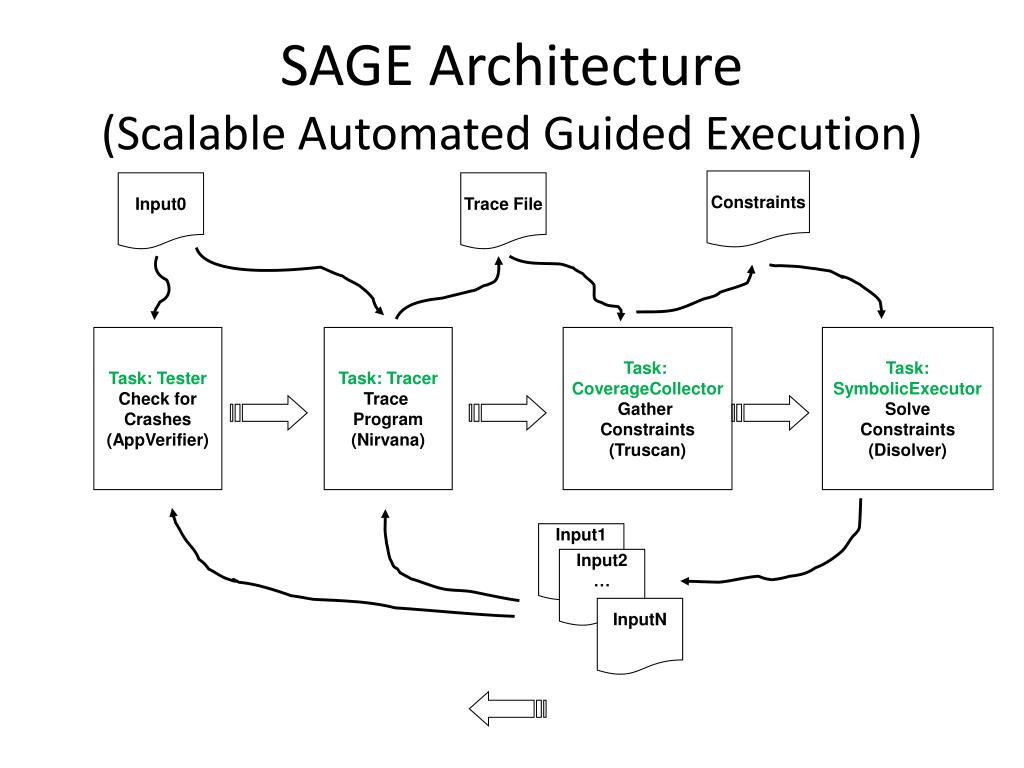 SAGE Architecture
(Scalable Automated Guided Execution)
Input0
Trace File
Constraints
Task: Tester
Check for
Crashes
(AppVerifier)
Task: Tracer
Trace
Program
(Nirvana)
Task:
CoverageCollector
Gather
Constraints
(Truscan)
Task:
SymbolicExecutor
Solve
Constraints
(Disolver)
Input1
Input2
…
InputN